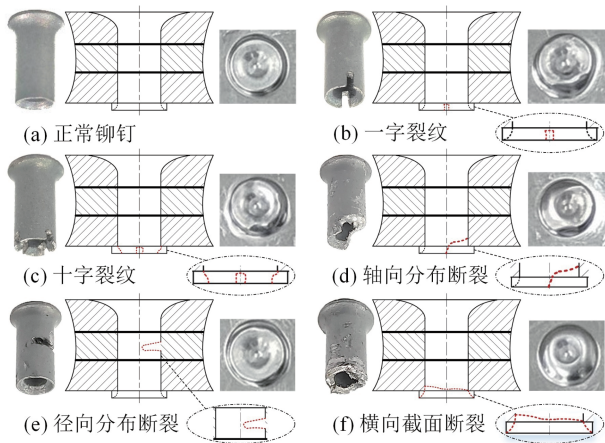 (a) 正常铆钉
(b) 一字裂纹
(c) 十字裂纹
(d) 轴向分布断裂
(e) 径向分布断裂
(f) 横向截面断裂